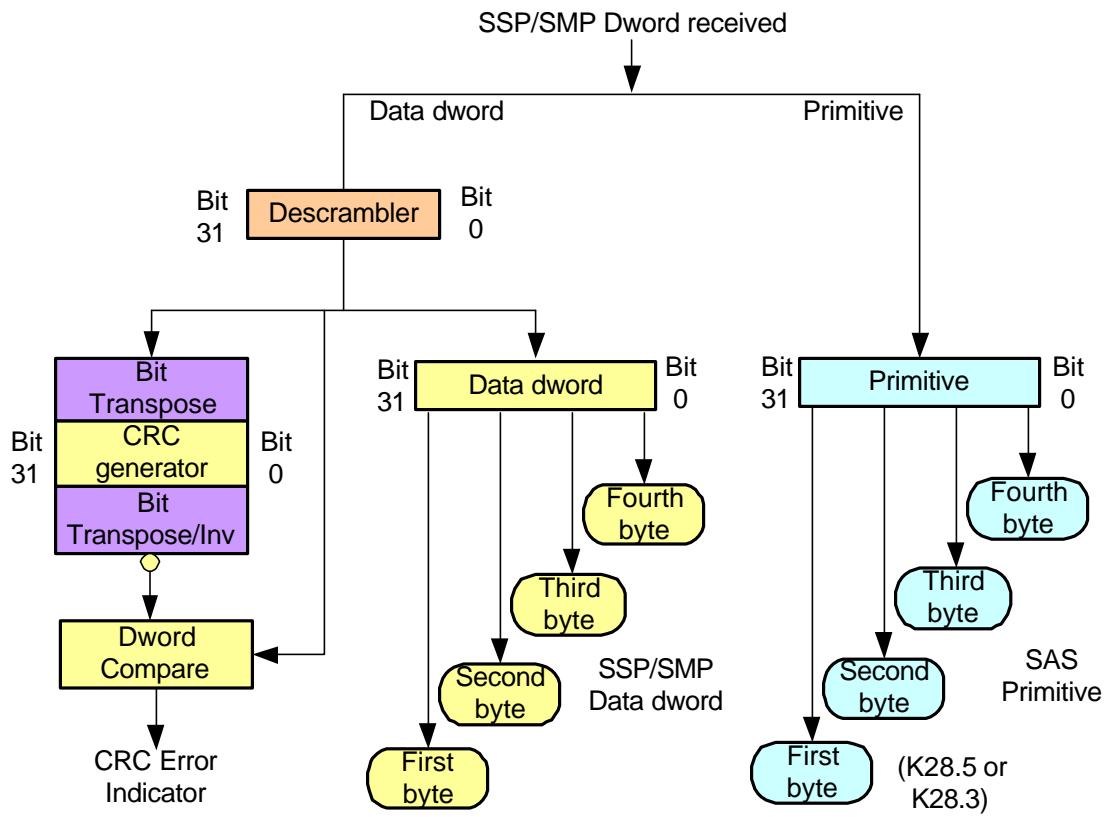 SSP/SMP Dword received
Data dword
Primitive
Bit
31
Descrambler
Bit
0
Bit
Transpose
Bit
31
CRC
generator
Bit
0
Bit
Transpose/Inv
Dword
Compare
CRC Error
Indicator
Bit
31
Data dword
Bit
0
Fourth
byte
Third
byte
Second
byte
First
byte
SSP/SMP
Data dword
Bit
31
Primitive
Bit
0
Fourth
byte
Third
byte
Second
byte
First
byte
SAS
Primitive
(K28.5 or
K28.3)